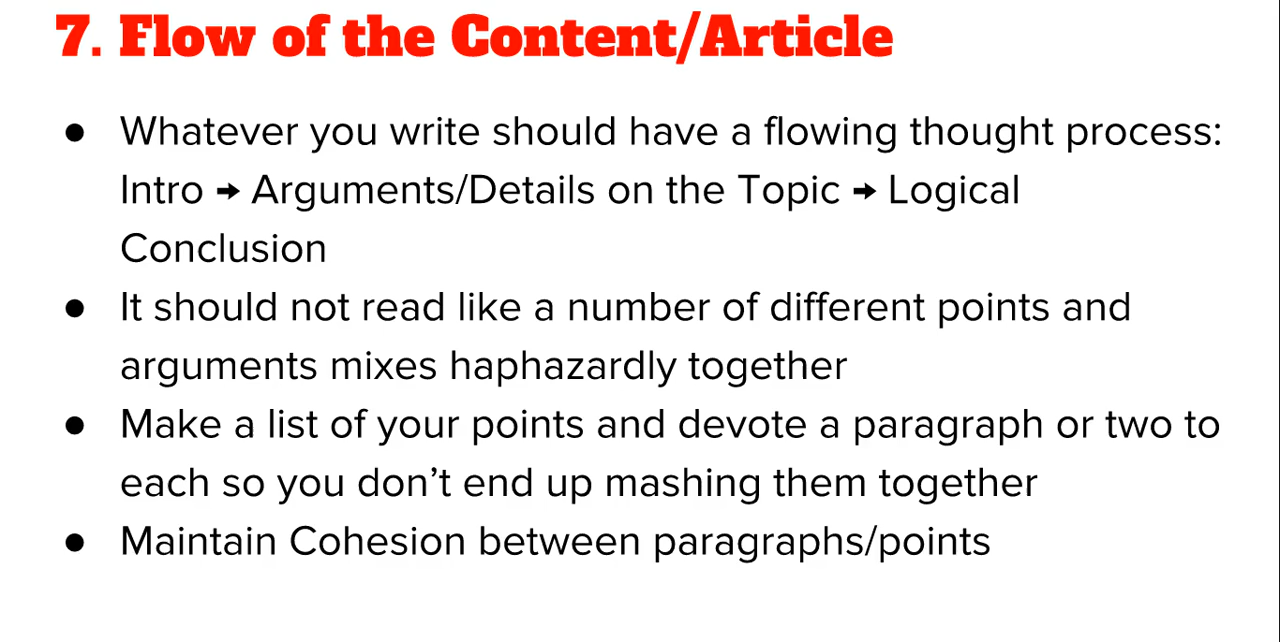 7. Flow of the Content/Article
● Whatever you write should have a flowing thought process:
Intro → Arguments/Details on the Topic → Logical
Conclusion
● It should not read like a number of different points and
arguments mixes haphazardly together
● Make a list of your points and devote a paragraph or two to
each so you don’t end up mashing them together
● Maintain Cohesion between paragraphs/points